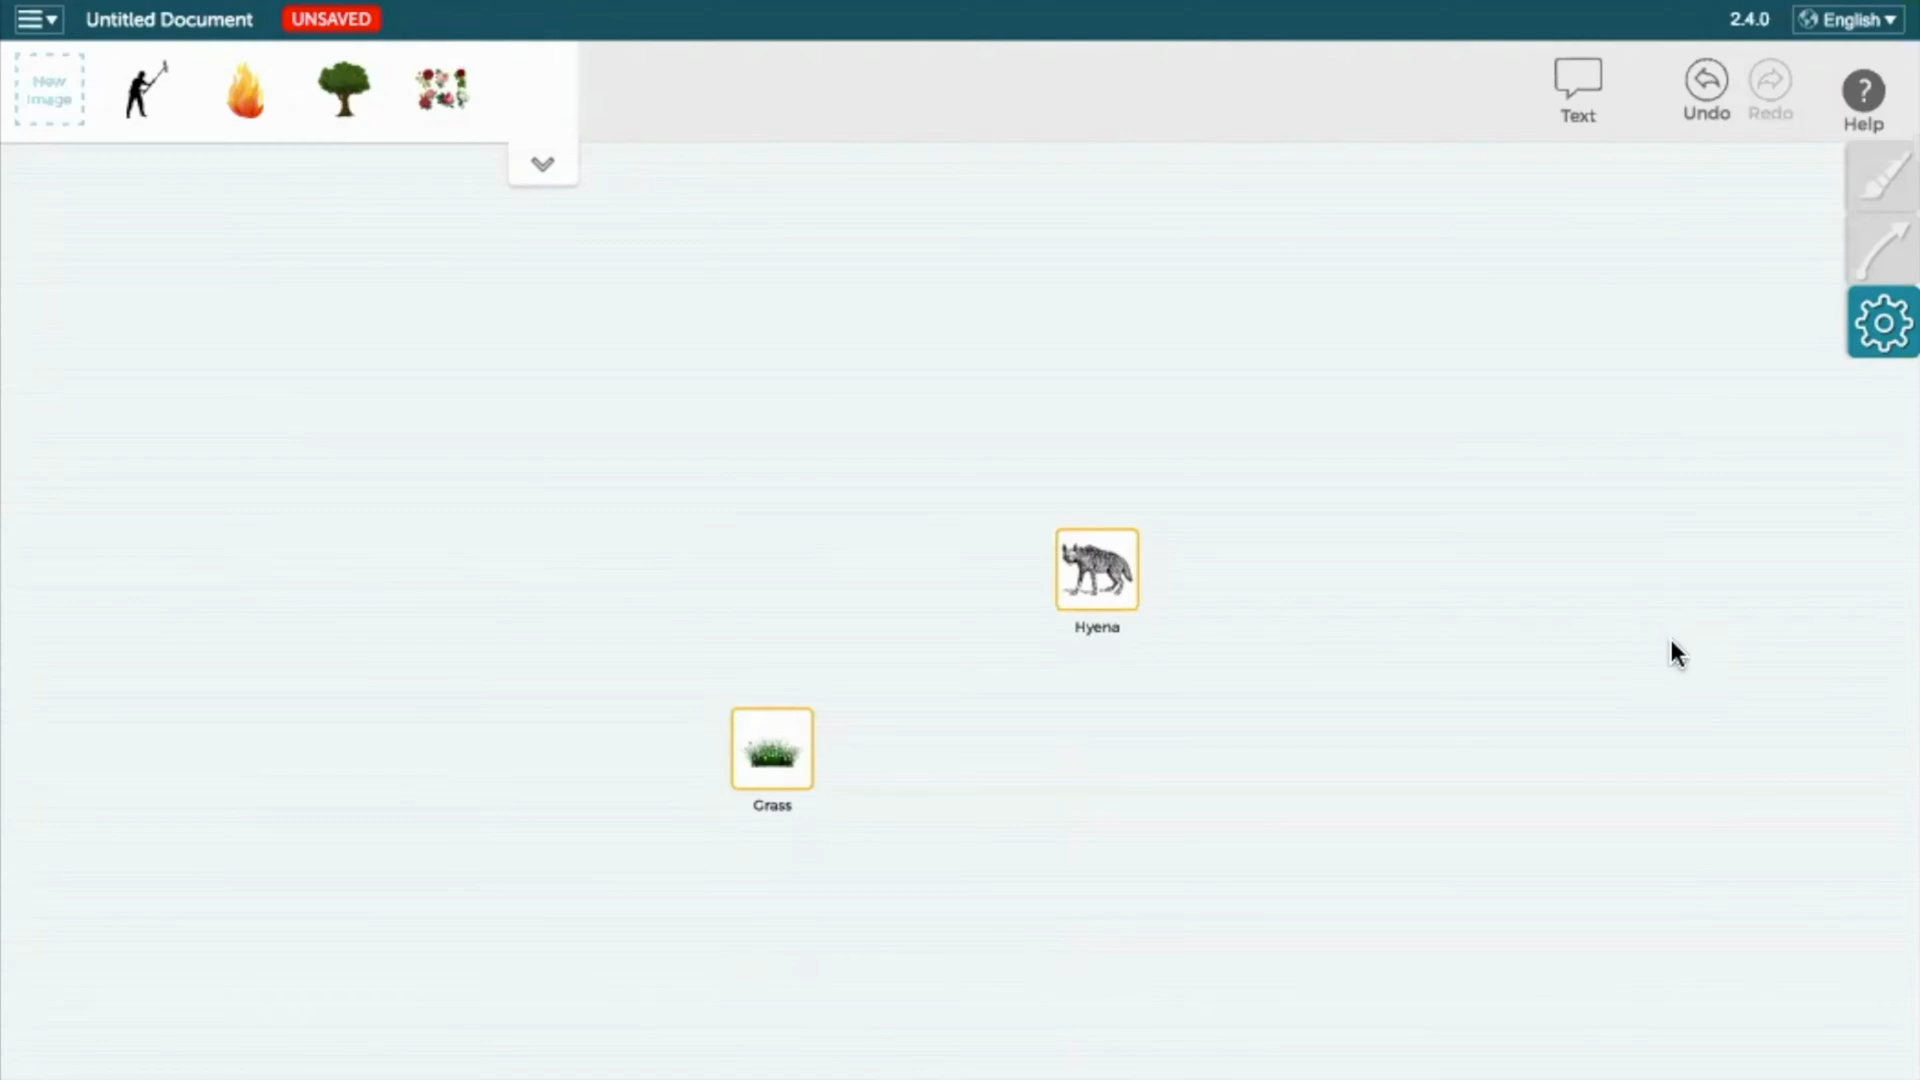 Untitled Document UNSAVED 2.4.0 English
New
Image
Text
Undo
Redo
Help
Hyena
Grass